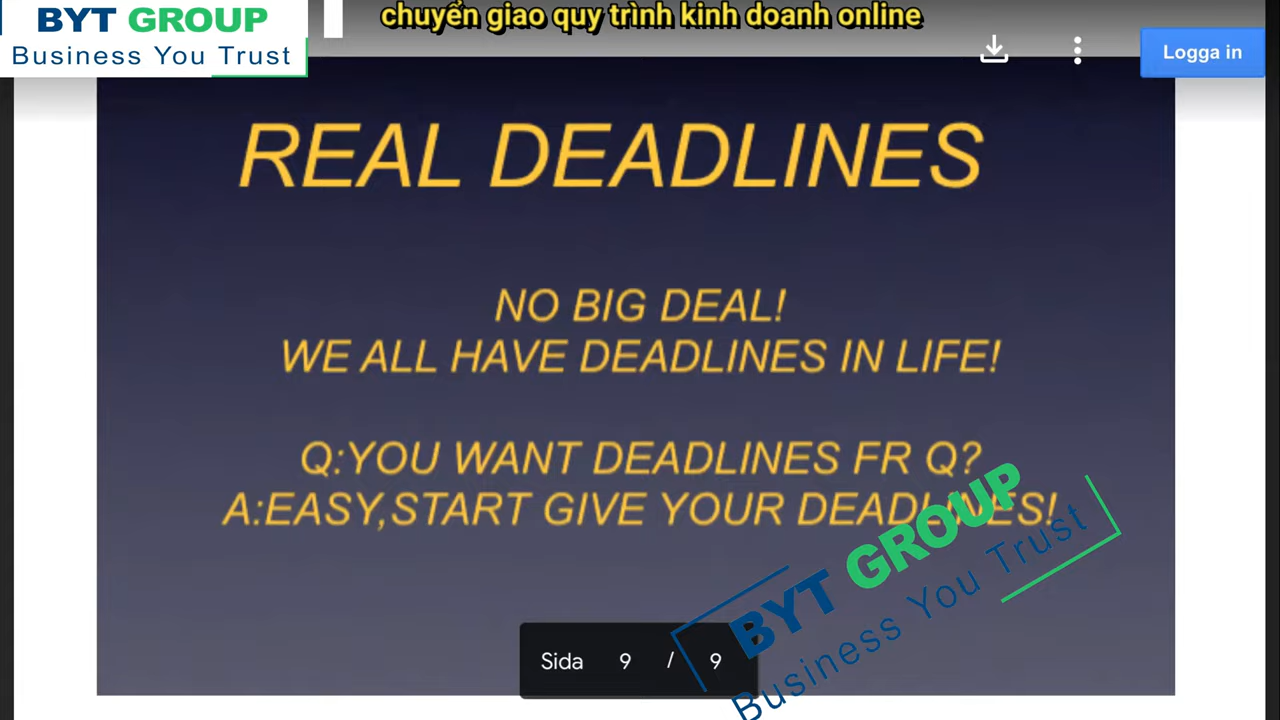 BYT GROUP
Business You Trust
chuyển giao quy trình kinh doanh online
Logga in
REAL DEADLINES
NO BIG DEAL!
WE ALL HAVE DEADLINES IN LIFE!
Q:YOU WANT DEADLINES FR Q?
A:EASY,START GIVE YOUR DEADLINES!
BYT GROUP
Business You Trust
Sida 9 / 9